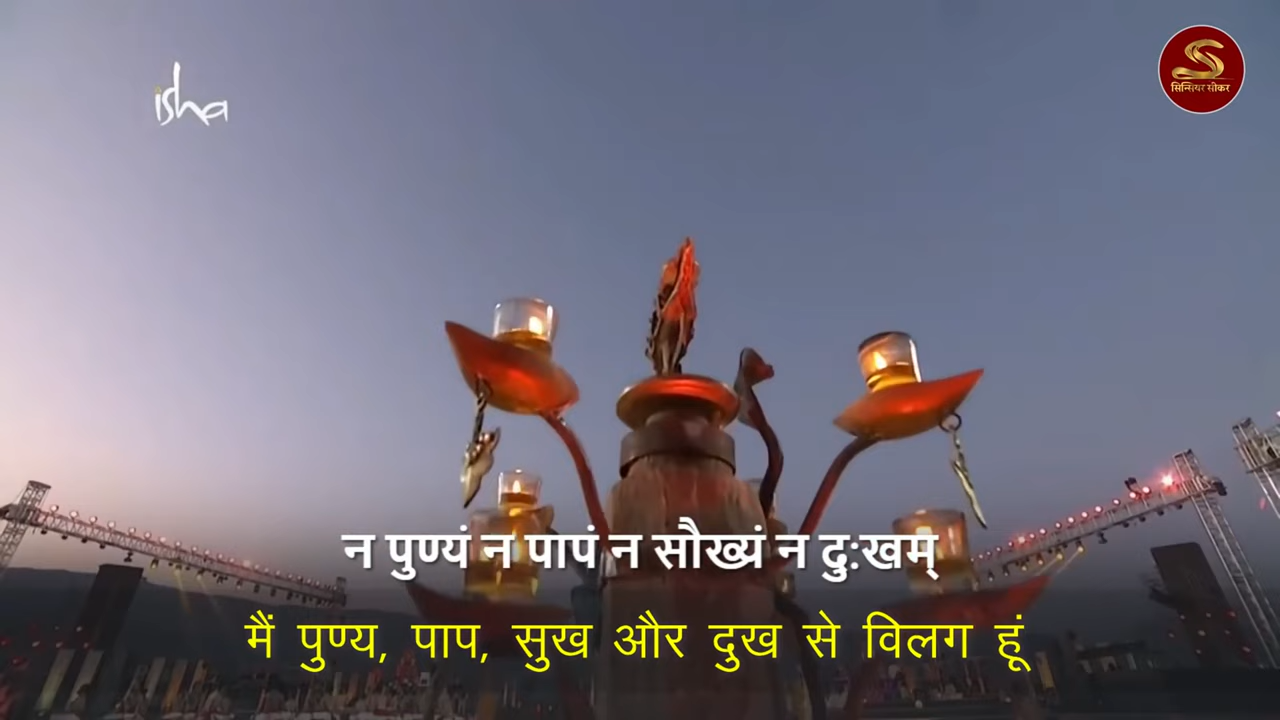 isha
सिन्सियर सीकर
न पुण्यं न पापं न सौख्यं न दुःखम्
मैं पुण्य, पाप, सुख और दुख से विलग हूं